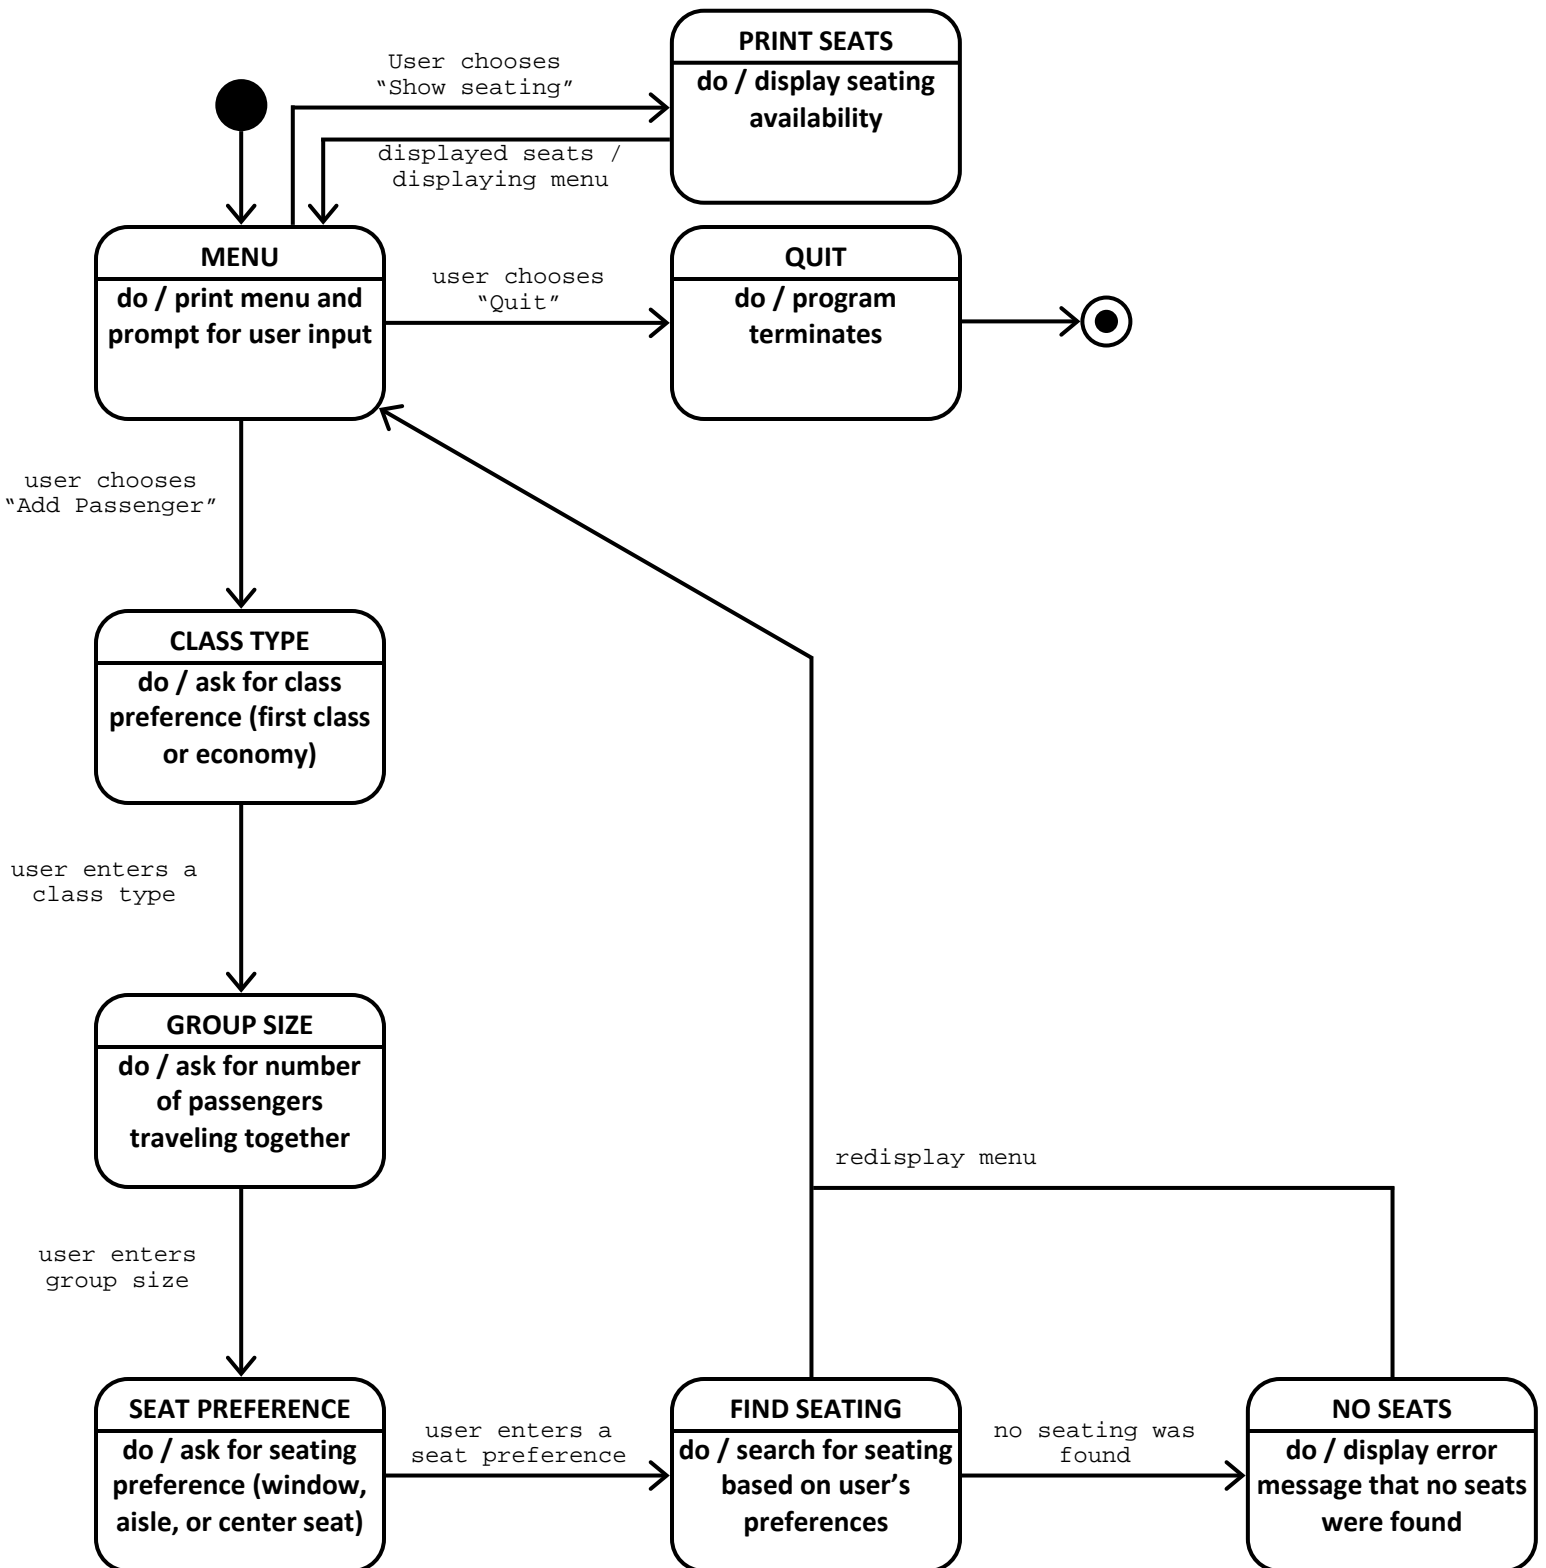 PRINT SEATS
do / display seating
availability
User chooses
“Show seating”
displayed seats /
displaying menu
MENU
do / print menu and
prompt for user input
user chooses
“Quit”
QUIT
do / program
terminates
user chooses
“Add Passenger”
CLASS TYPE
do / ask for class
preference (first class
or economy)
user enters a
class type
GROUP SIZE
do / ask for number
of passengers
traveling together
redisplay menu
user enters
group size
SEAT PREFERENCE
do / ask for seating
preference (window,
aisle, or center seat)
user enters a
seat preference
FIND SEATING
do / search for seating
based on user’s
preferences
no seating was
found
NO SEATS
do / display error
message that no seats
were found